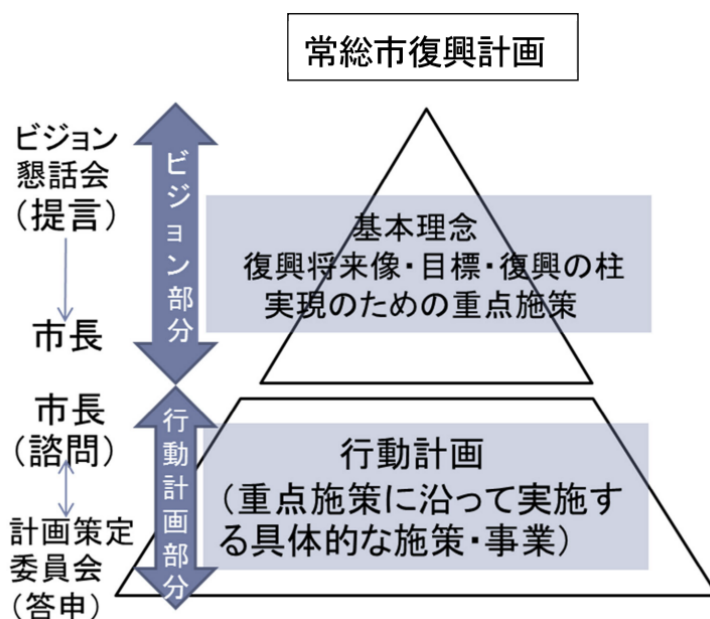 常総市復興計画
ビジョン
懇話会
（提言）
市長
ビジョン部分
基本理念
復興将来像・目標・復興の柱
実現のための重点施策
市長
（諮問）
計画策定
委員会
（答申）
行動計画部分
行動計画
（重点施策に沿って実施す
る具体的な施策・事業）